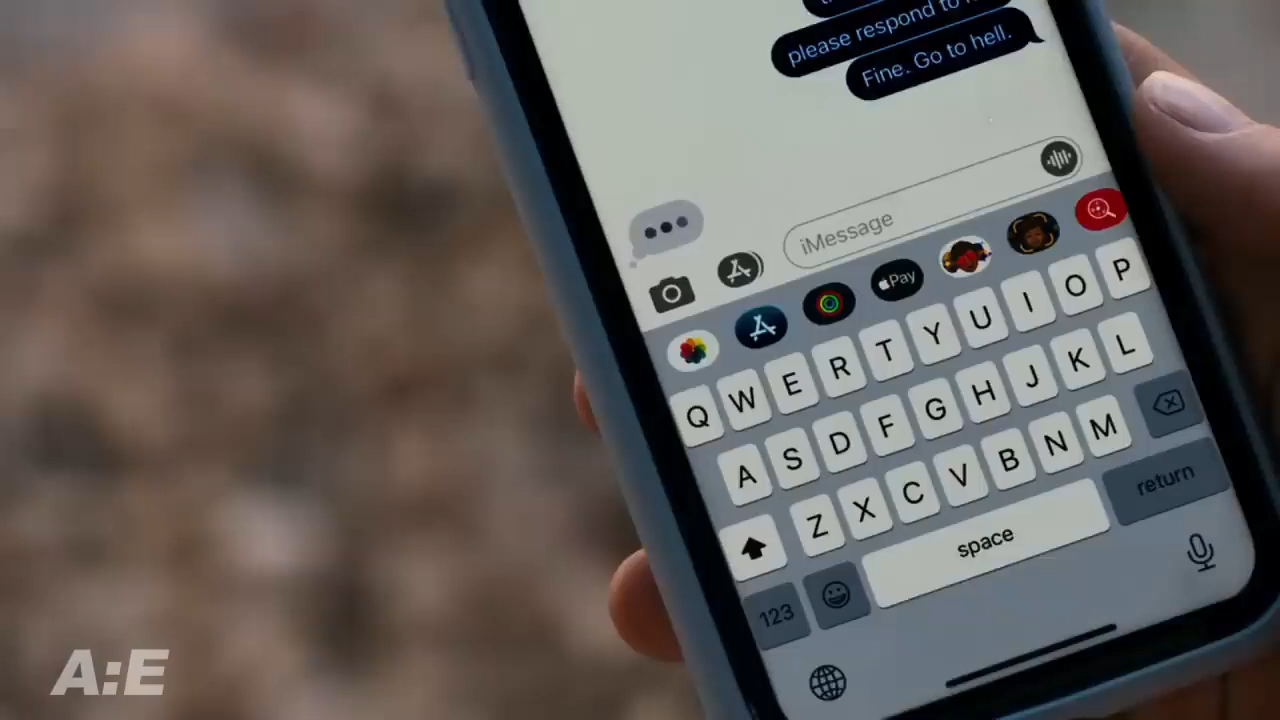 please respond to
Fine. Go to hell.
iMessage
Pay
Q W E R T Y U I O P
A S D F G H J K L
Z X C V B N M
123
space
return
A:E